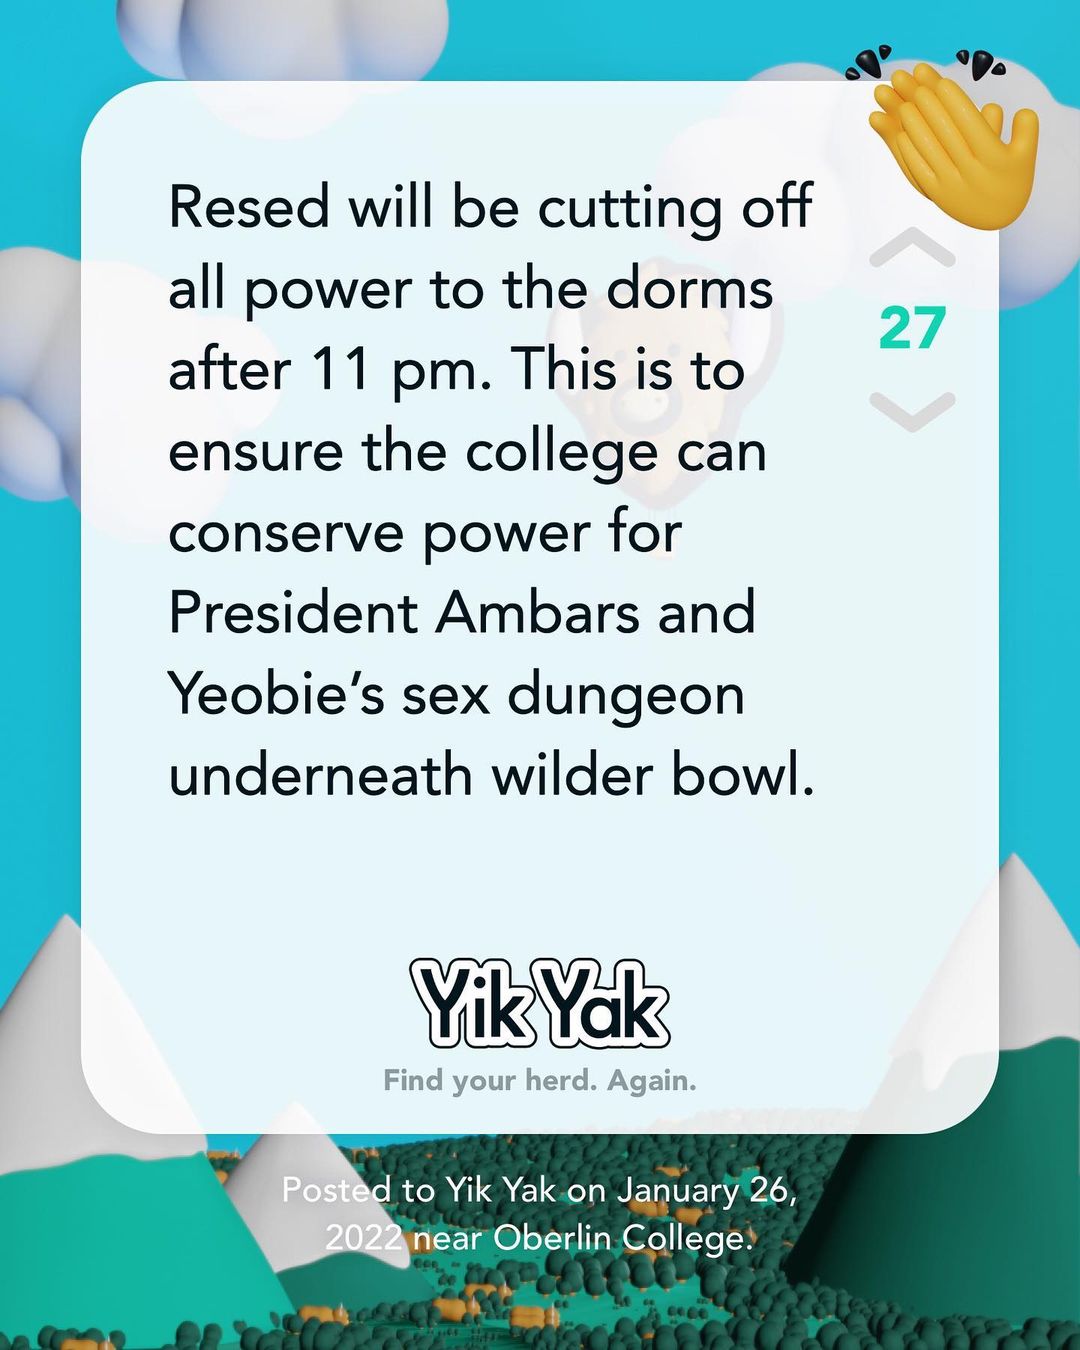 Resed will be cutting off
all power to the dorms
after 11 pm. This is to
ensure the college can
conserve power for
President Ambars and
Yeobie’s sex dungeon
underneath wilder bowl.
27
Yik Yak
Find your herd. Again.
Posted to Yik Yak on January 26,
2022 near Oberlin College.